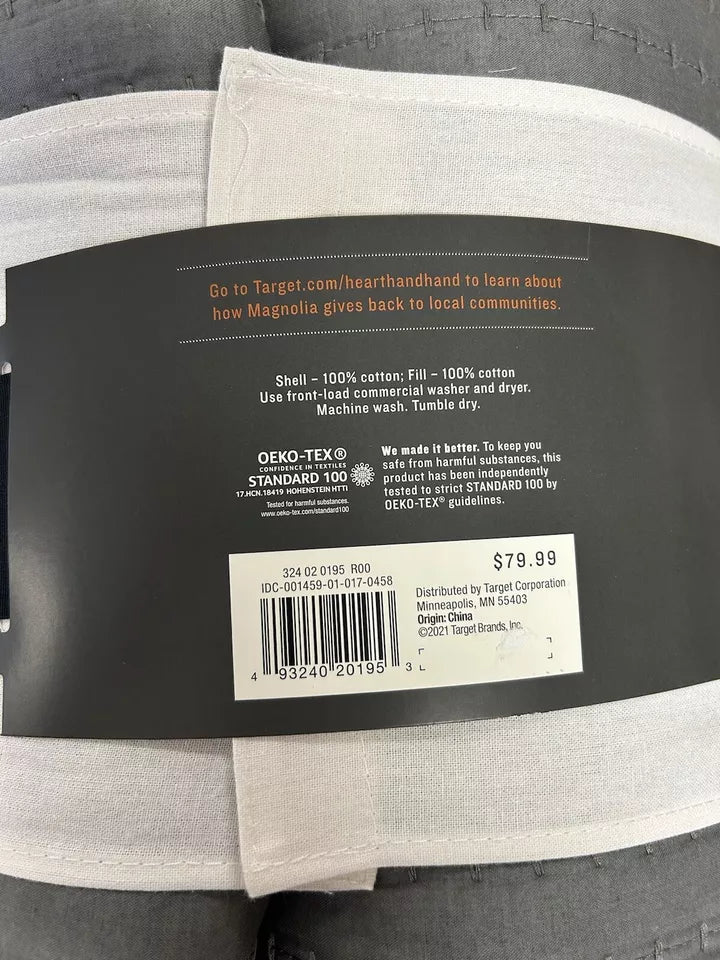 Go to Target.com/hearthandhand to learn about
how Magnolia gives back to local communities.
Shell – 100% cotton; Fill – 100% cotton
Use front-load commercial washer and dryer.
Machine wash. Tumble dry.
OEKO-TEX®
CONFIDENCE IN TEXTILES
STANDARD 100
17.HCN.18419 HOHENSTEIN HTTI
Tested for harmful substances.
www.oeko-tex.com/standard100
We made it better. To keep you
safe from harmful substances, this
product has been independently
tested to strict STANDARD 100 by
OEKO-TEX® guidelines.
324 02 0195 R00
IDC-001459-01-017-0458
4 93240 20195 3
$79.99
Distributed by Target Corporation
Minneapolis, MN 55403
Origin: China
©2021 Target Brands, Inc.